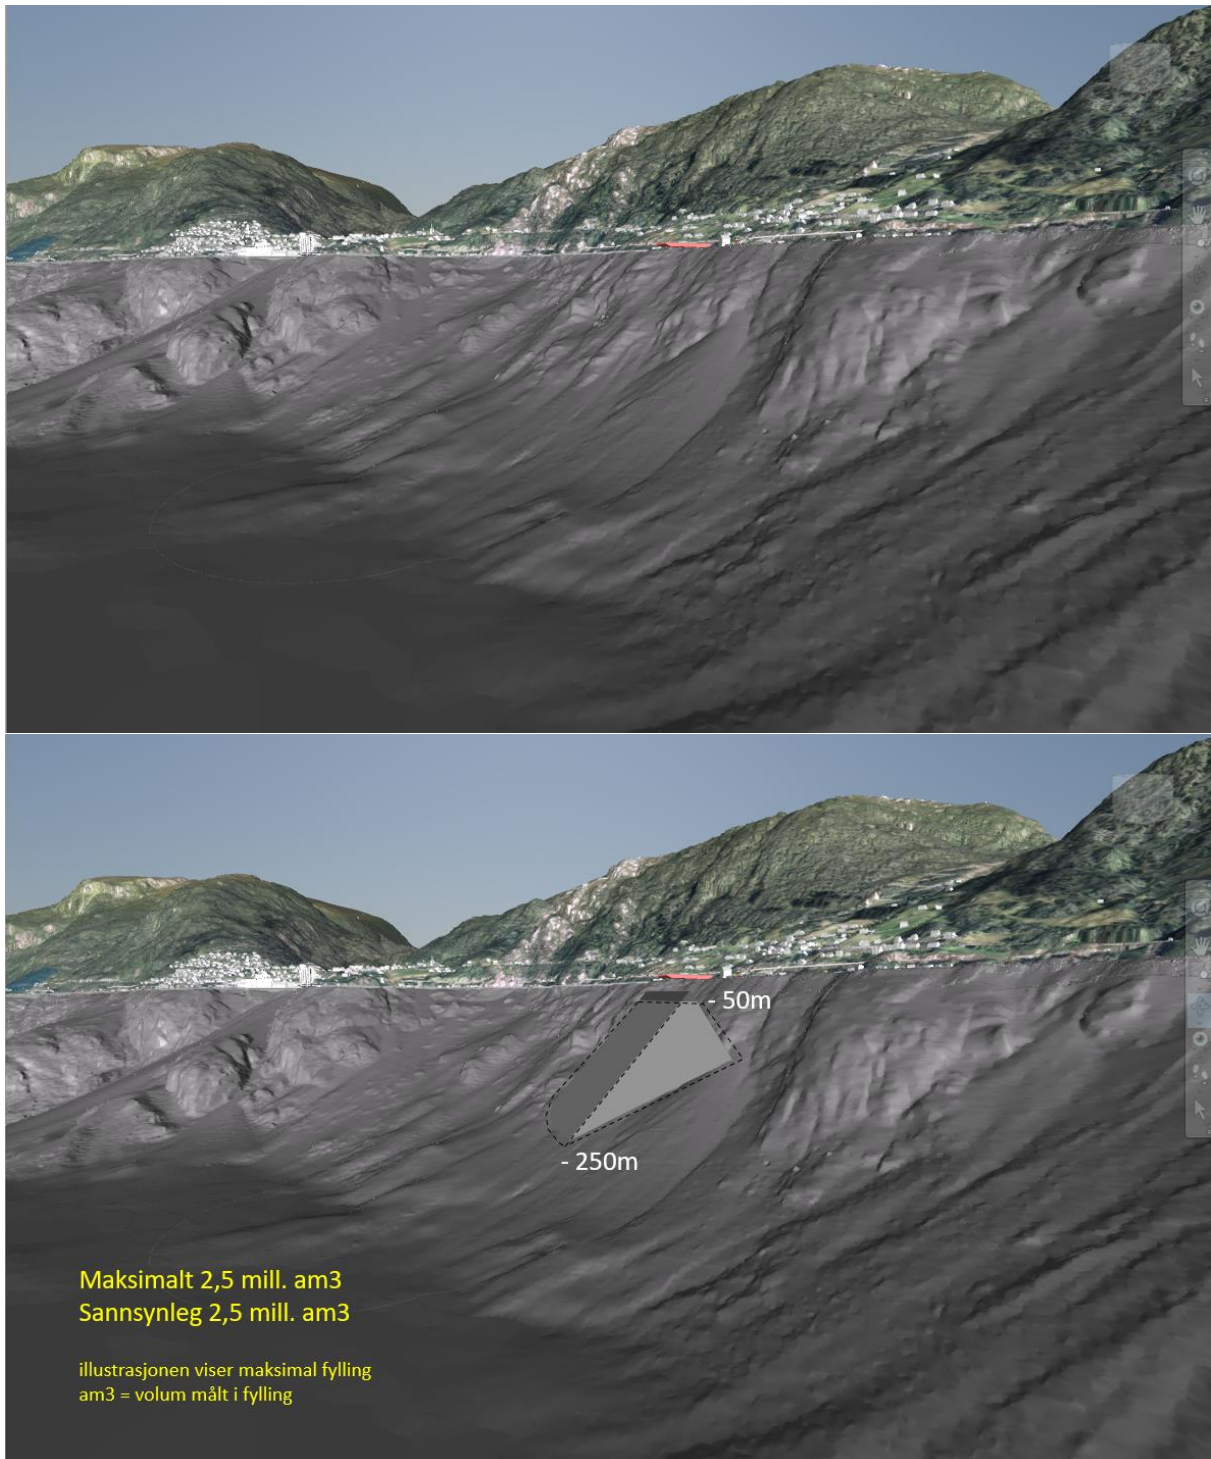 - 50m
- 250m
Maksimalt 2,5 mill. am3
Sannsynleg 2,5 mill. am3
illustrasjonen viser maksimal fylling
am3 = volum målt i fylling